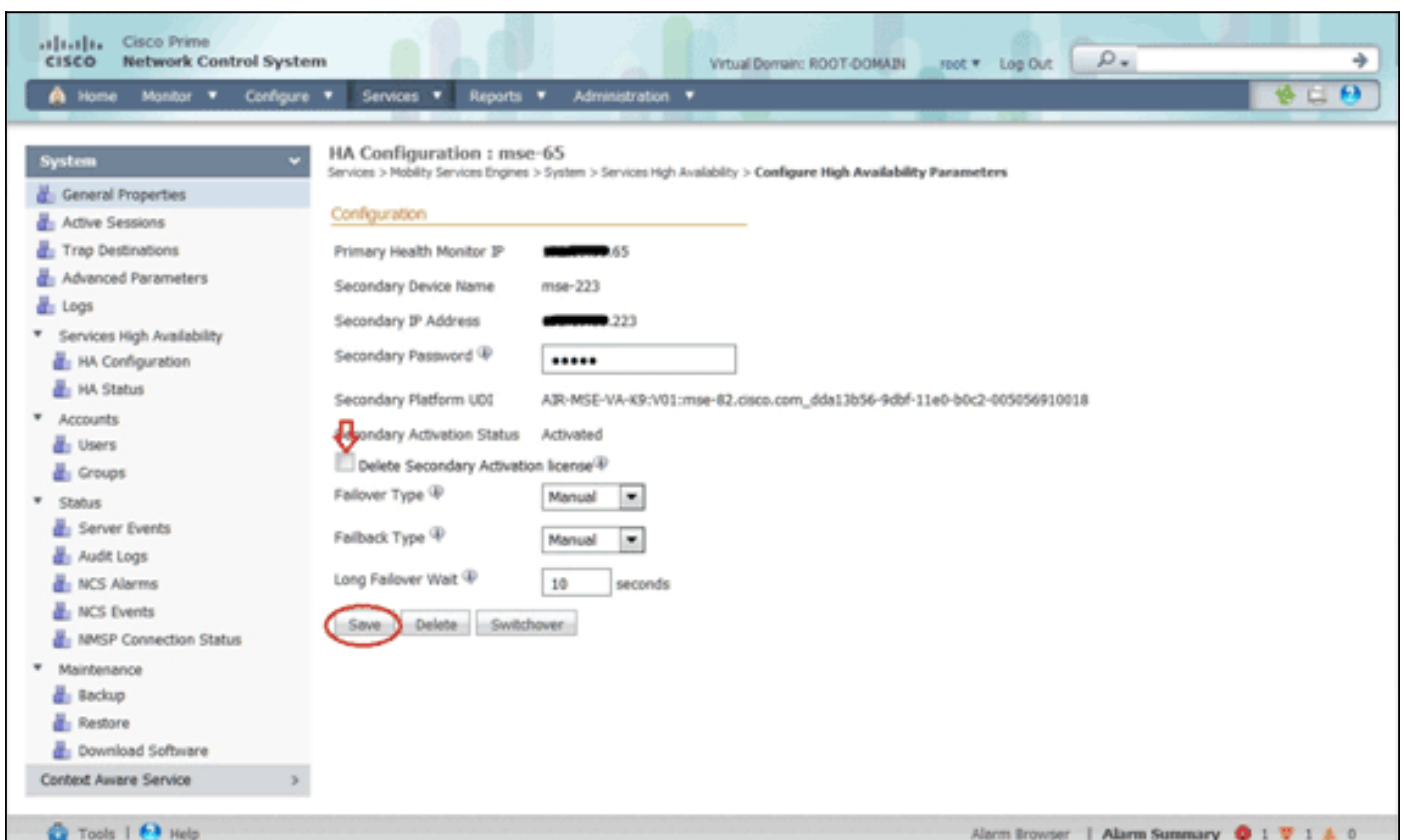 Cisco Prime
CISCO Network Control System
Virtual Domain: ROOT-DOMAIN root Log Out
Home Monitor Configure Services Reports Administration
System
General Properties
Active Sessions
Trap Destinations
Advanced Parameters
Logs
Services High Availability
HA Configuration
HA Status
Accounts
Users
Groups
Status
Server Events
Audit Logs
NCS Alarms
NCS Events
NMSP Connection Status
Maintenance
Backup
Restore
Download Software
Context Aware Service
HA Configuration : mse-65
Services > Mobility Services Engines > System > Services High Availability > Configure High Availability Parameters
Configuration
Primary Health Monitor IP .65
Secondary Device Name mse-223
Secondary IP Address .223
Secondary Password •••••
Secondary Platform UDI AIR-MSE-VA-K9:V01:mse-82.cisco.com_dda13b56-9dbf-11e0-b0c2-005056910018
Secondary Activation Status Activated
Delete Secondary Activation license
Failover Type Manual
Failback Type Manual
Long Failover Wait 10 seconds
Save Delete Switchover
Tools | Help
Alarm Browser | Alarm Summary 1 1 0